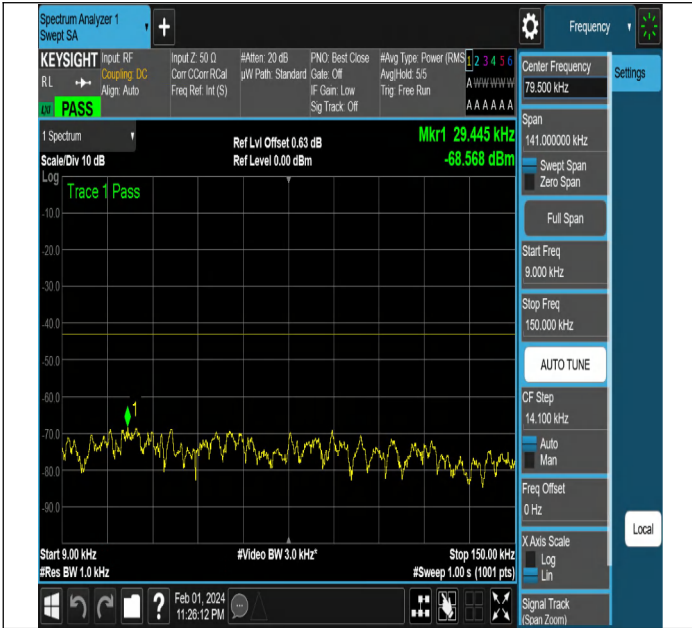 Spectrum Analyzer 1
Swept SA
Frequency
KEYSIGHT
RL
LXI
PASS
Input: RF
Coupling: DC
Align: Auto
Input Z: 50 Ω
Corr CCorr RCal
Freq Ref: Int (S)
#Atten: 20 dB
µW Path: Standard
PNO: Best Close
Gate: Off
IF Gain: Low
Sig Track: Off
#Avg Type: Power (RMS
Avg|Hold: 5/5
Trig: Free Run
1 2 3 4 5 6
A W W W W W
A A A A A A
1 Spectrum
Scale/Div 10 dB
Ref Lvl Offset 0.63 dB
Ref Level 0.00 dBm
Mkr1 29.445 kHz
-68.568 dBm
Log
Trace 1 Pass
-10.0
-20.0
-30.0
-40.0
-50.0
-60.0
-70.0
-80.0
-90.0
1
Start 9.00 kHz
#Video BW 3.0 kHz*
Stop 150.00 kHz
#Res BW 1.0 kHz
#Sweep 1.00 s (1001 pts)
Feb 01, 2024
11:26:12 PM
?
Center Frequency
79.500 kHz
Span
141.000000 kHz
Swept Span
Zero Span
Full Span
Start Freq
9.000 kHz
Stop Freq
150.000 kHz
AUTO TUNE
CF Step
14.100 kHz
Auto
Man
Freq Offset
0 Hz
X Axis Scale
Log
Lin
Signal Track
(Span Zoom)
Settings
Local